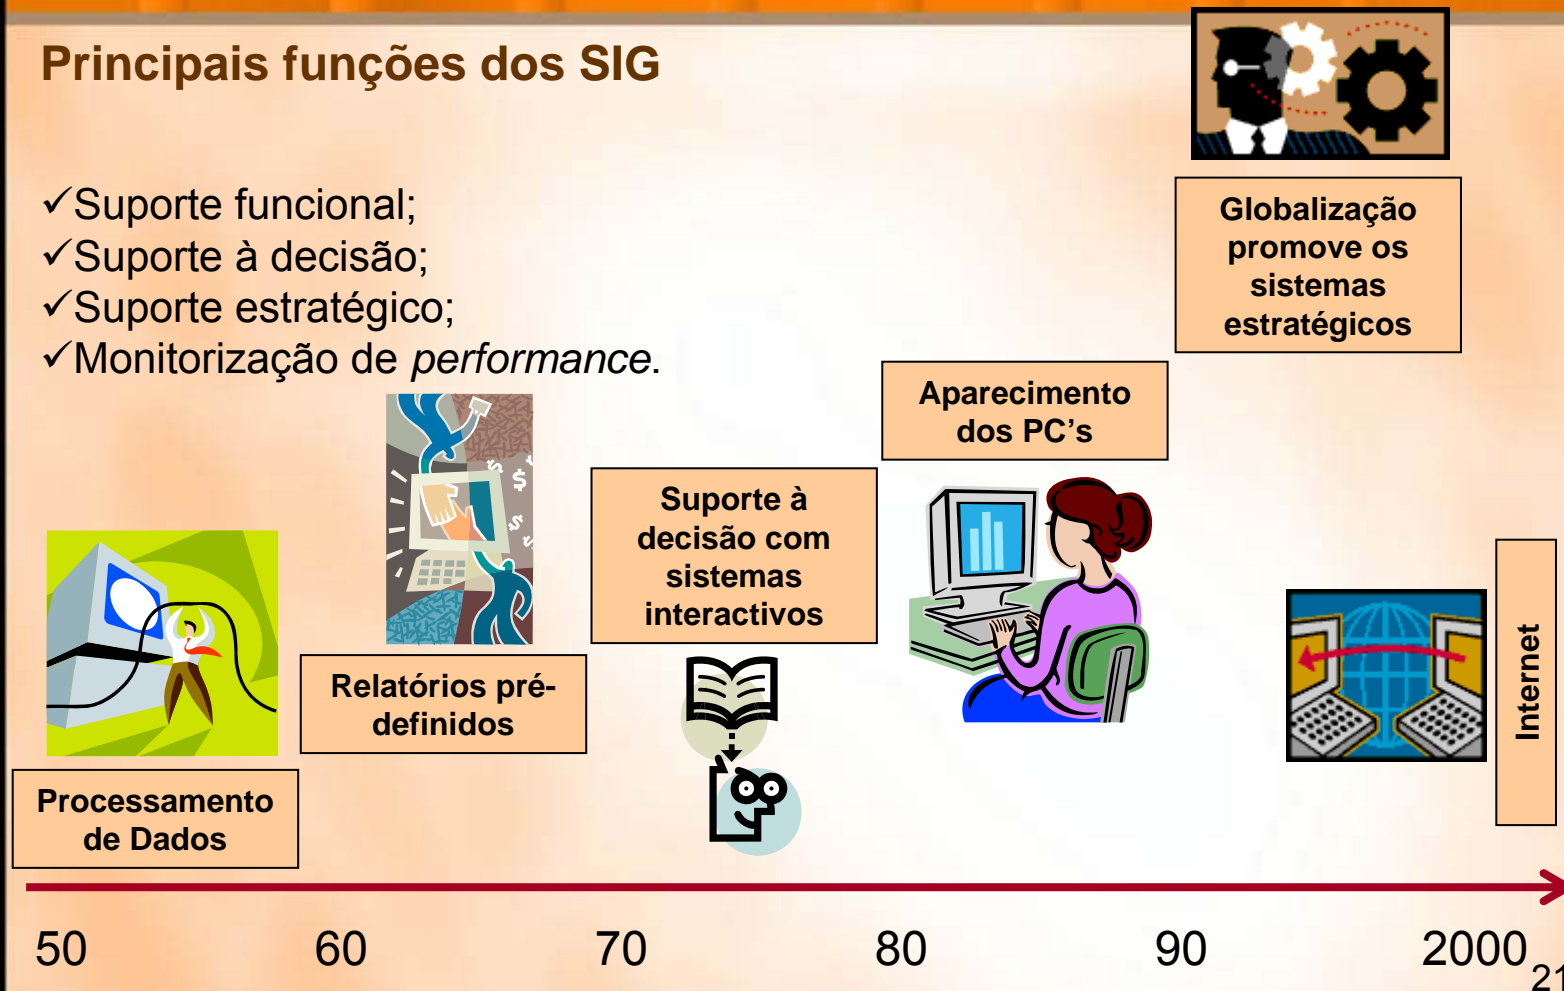 Principais funções dos SIG
✓Suporte funcional;
✓Suporte à decisão;
✓Suporte estratégico;
✓Monitorização de performance.
Globalização
promove os
sistemas
estratégicos
Aparecimento
dos PC's
Suporte à
decisão com
sistemas
interactivos
Relatórios pré-
definidos
Processamento
de Dados
Internet
50 60 70 80 90 2000
21